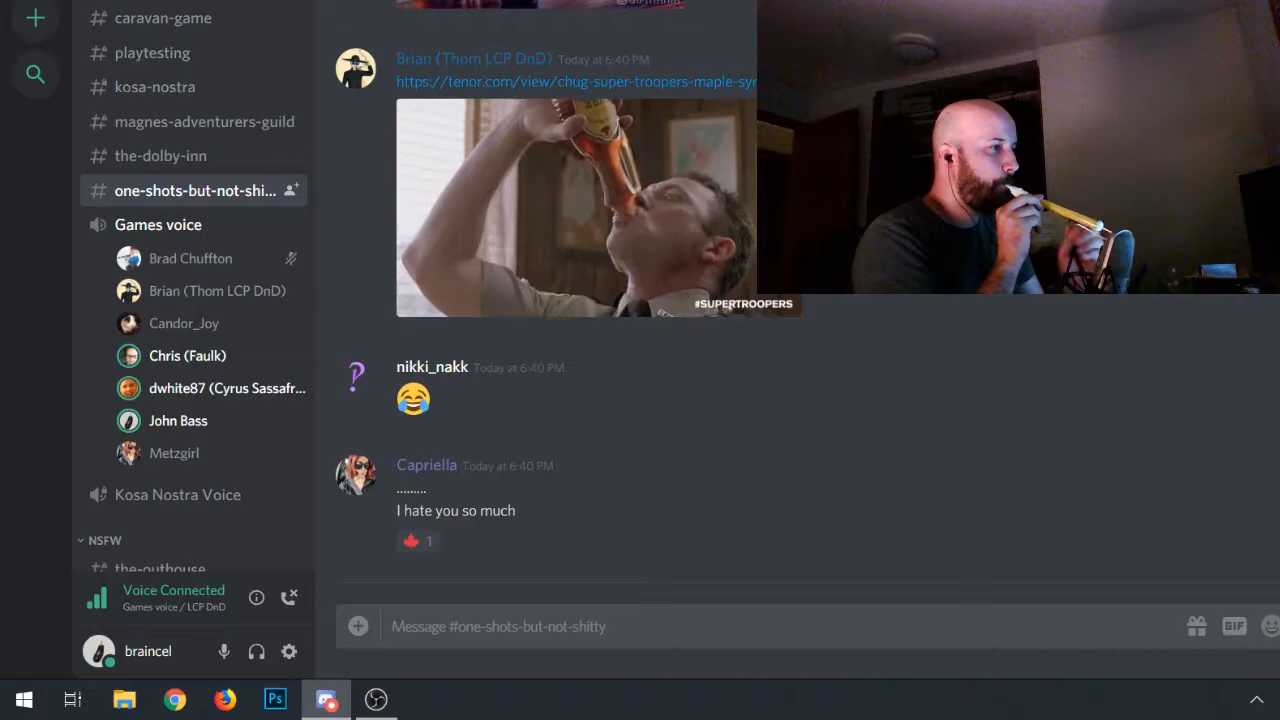 caravan-game
playtesting
kosa-nostra
magnes-adventurers-guild
the-dolby-inn
one-shots-but-not-shi...
Games voice
Brad Chuffton
Brian (Thom LCP DnD)
Candor_Joy
Chris (Faulk)
dwhite87 (Cyrus Sassafr...
John Bass
Metzgirl
Kosa Nostra Voice
NSFW
the-outhouse
Voice Connected
Games voice / LCP DnD
braincel
Brian (Thom LCP DnD) Today at 6:40 PM
https://tenor.com/view/chug-super-troopers-maple-syr
#SUPERTROOPERS
nikki_nakk Today at 6:40 PM
Capriella Today at 6:40 PM
.........
I hate you so much
1
Message #one-shots-but-not-shitty
GIF
Ps